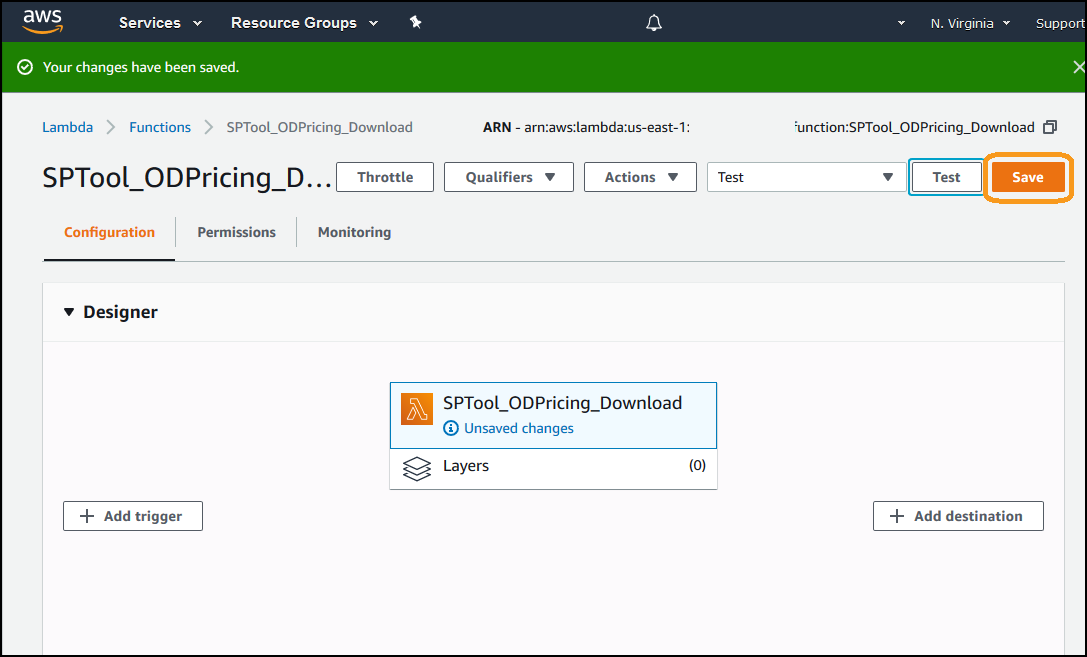 aws Services Resource Groups N. Virginia Support
Your changes have been saved.
Lambda Functions SPTool_ODPricing_Download ARN - arn:aws:lambda:us-east-1: function:SPTool_ODPricing_Download
SPTool_ODPricing_D... Throttle Qualifiers Actions Test Test Save
Configuration Permissions Monitoring
Designer
SPTool_ODPricing_Download
Unsaved changes
Layers (0)
+ Add trigger + Add destination